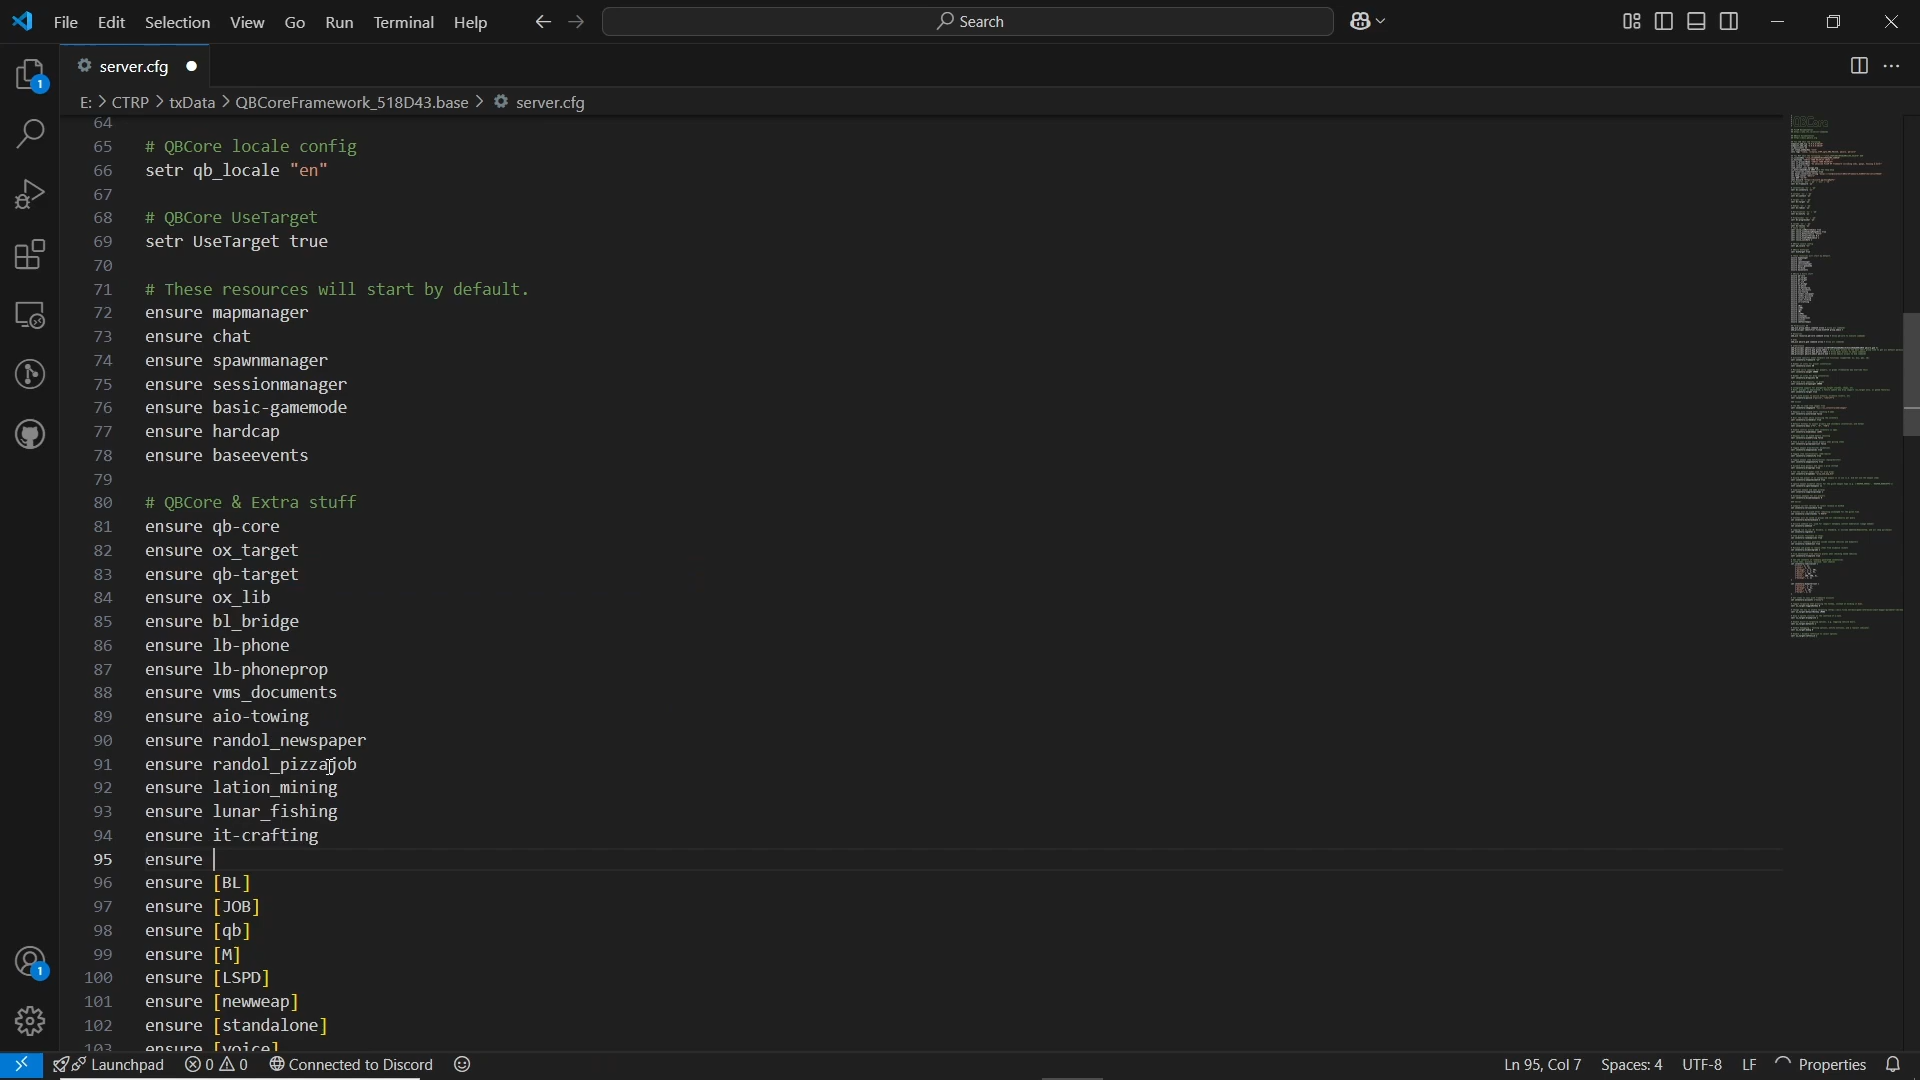 File Edit Selection View Go Run Terminal Help
Search
server.cfg
1
E: > CTRP > txData > QBCoreFramework_518D43.base > server.cfg
64
65 # QBCore locale config
66 setr qb_locale "en"
67
68 # QBCore UseTarget
69 setr UseTarget true
70
71 # These resources will start by default.
72 ensure mapmanager
73 ensure chat
74 ensure spawnmanager
75 ensure sessionmanager
76 ensure basic-gamemode
77 ensure hardcap
78 ensure baseevents
79
80 # QBCore & Extra stuff
81 ensure qb-core
82 ensure ox_target
83 ensure qb-target
84 ensure ox_lib
85 ensure bl_bridge
86 ensure lb-phone
87 ensure lb-phoneprop
88 ensure vms_documents
89 ensure aio-towing
90 ensure randol_newspaper
91 ensure randol_pizzajob
92 ensure lation_mining
93 ensure lunar_fishing
94 ensure it-crafting
95 ensure
96 ensure [BL]
97 ensure [JOB]
98 ensure [qb]
99 ensure [M]
1
100 ensure [LSPD]
101 ensure [newweap]
102 ensure [standalone]
103 ensure [voice]
Launchpad 0 0 Connected to Discord Ln 95, Col 7 Spaces: 4 UTF-8 LF Properties